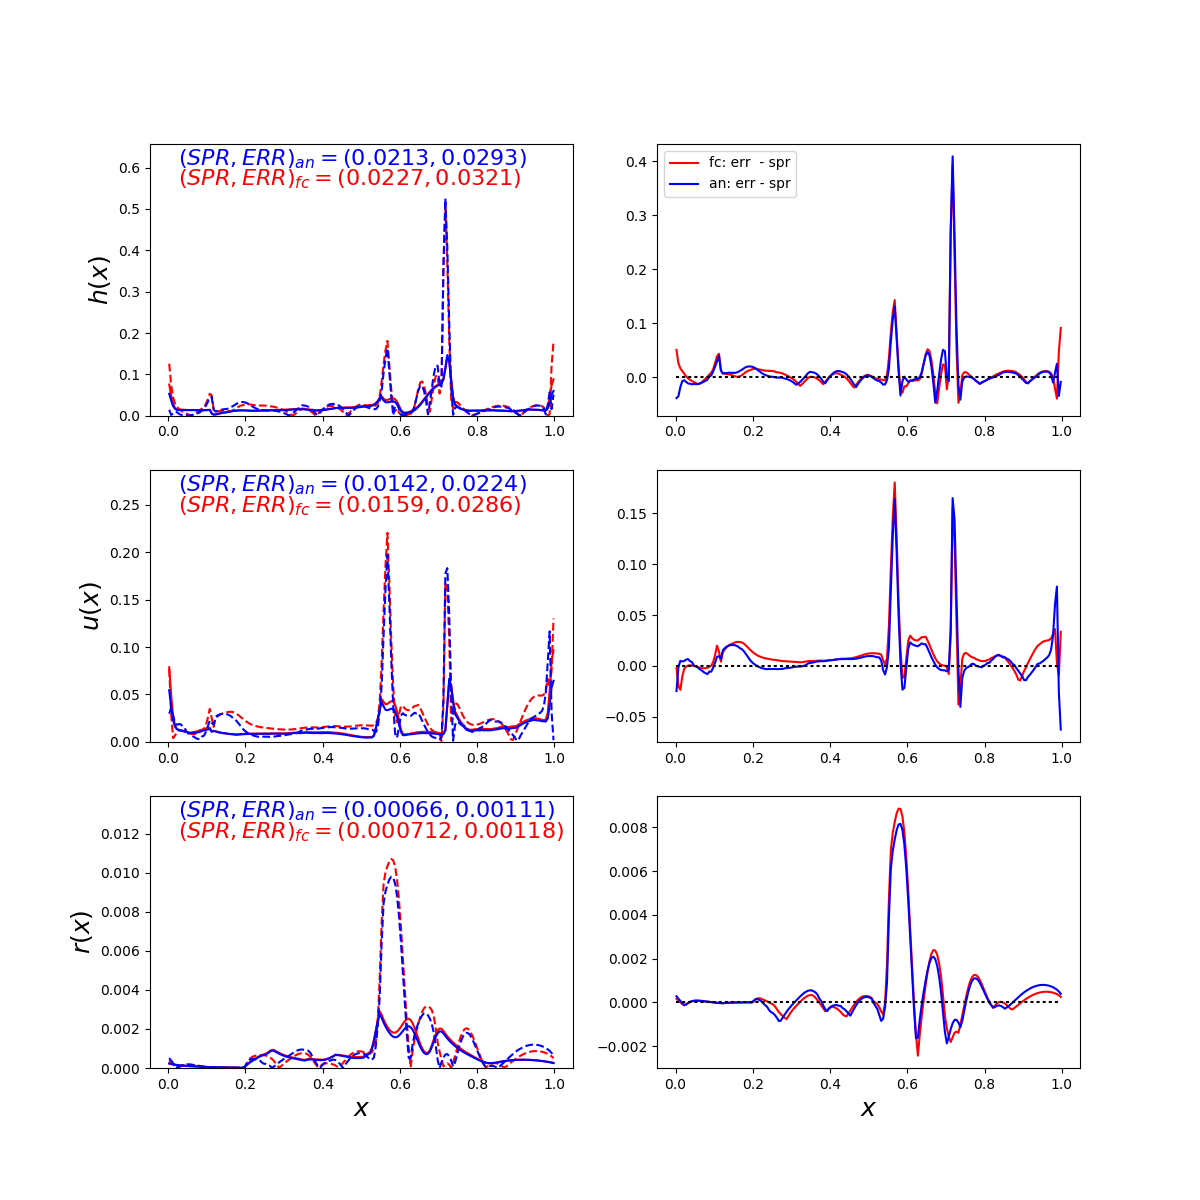 (SPR, ERR)an = (0.0213, 0.0293)
(SPR, ERR)fc = (0.0227, 0.0321)
h(x)
0.6
0.5
0.4
0.3
0.2
0.1
0.0
0.0 0.2 0.4 0.6 0.8 1.0
fc: err - spr
an: err - spr
0.4
0.3
0.2
0.1
0.0
0.0 0.2 0.4 0.6 0.8 1.0
(SPR, ERR)an = (0.0142, 0.0224)
(SPR, ERR)fc = (0.0159, 0.0286)
u(x)
0.25
0.20
0.15
0.10
0.05
0.00
0.0 0.2 0.4 0.6 0.8 1.0
0.15
0.10
0.05
0.00
−0.05
0.0 0.2 0.4 0.6 0.8 1.0
(SPR, ERR)an = (0.00066, 0.00111)
(SPR, ERR)fc = (0.000712, 0.00118)
r(x)
0.012
0.010
0.008
0.006
0.004
0.002
0.000
0.0 0.2 0.4 0.6 0.8 1.0
x
0.008
0.006
0.004
0.002
0.000
−0.002
0.0 0.2 0.4 0.6 0.8 1.0
x